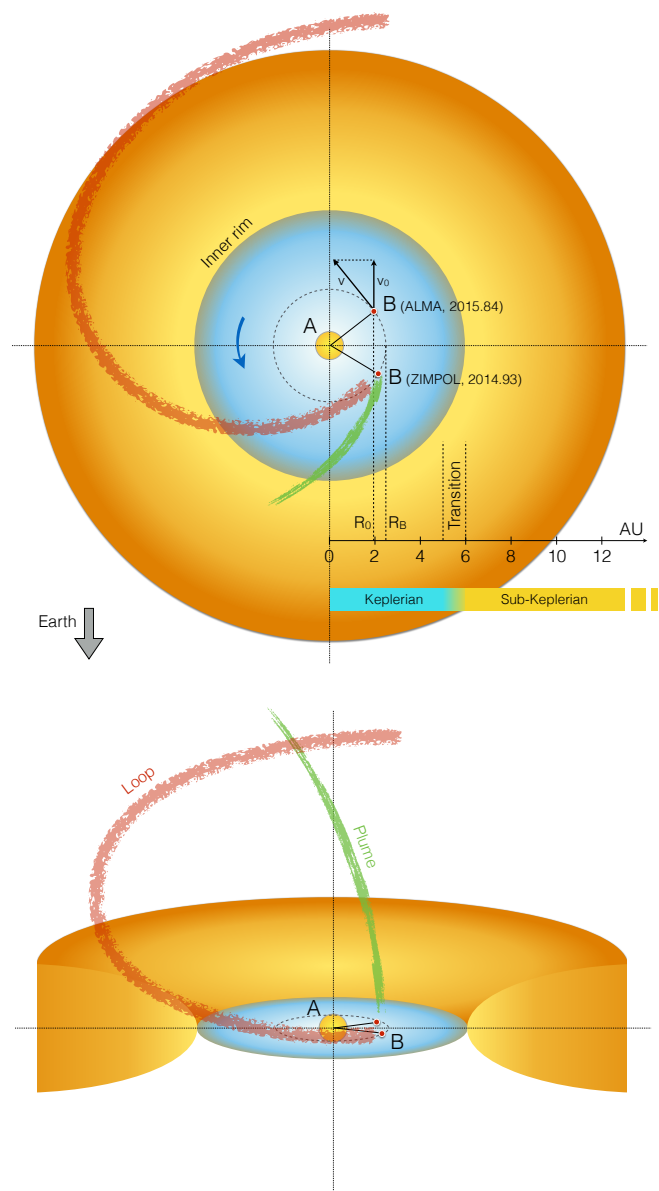 Inner rim
v
v₀
B (ALMA, 2015.84)
A
B (ZIMPOL, 2014.93)
Transition
R₀
R_B
AU
0 2 4 6 8 10 12
Keplerian
Sub-Keplerian
Earth
Loop
Plume
A
B